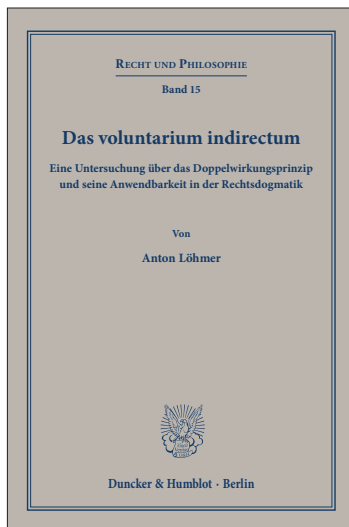 RECHT UND PHILOSOPHIE
Band 15
Das voluntarium indirectum
Eine Untersuchung über das Doppelwirkungsprinzip
und seine Anwendbarkeit in der Rechtsdogmatik
Von
Anton Löhmer
Duncker & Humblot · Berlin